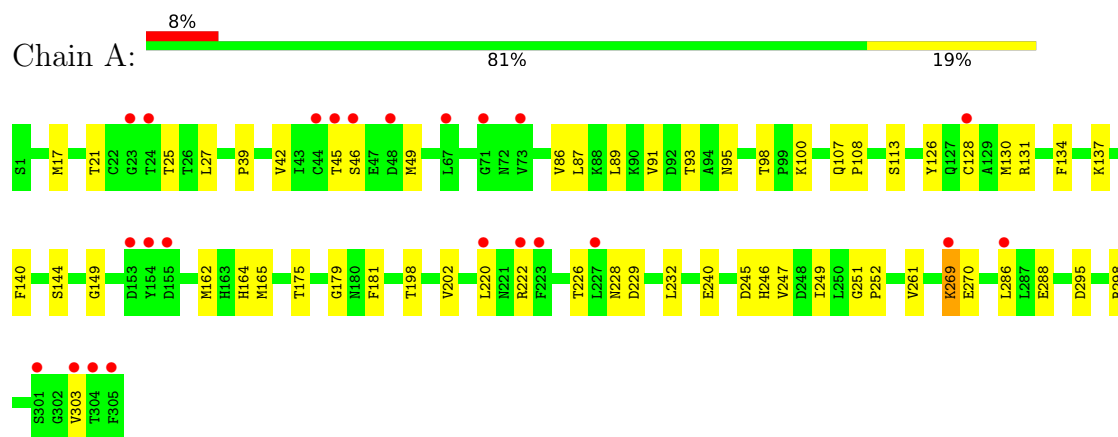 8%
Chain A:
81% 19%
S1 M17 T21 C22 G23 T24 T25 T26 L27 P39 V42 I43 C44 T45 S46 E47 D48 M49 L67 G71 N72 V73 V86 L87 K88 L89 K90 V91 D92 T93 A94 N95 T98 P99 K100 Q107 P108 S113 Y126 Q127 C128 A129 M130 R131 F134 K137
F140 S144 G149 D153 Y154 D155 M162 H163 H164 M165 T175 G179 N180 F181 T198 V202 L220 N221 R222 F223 T226 L227 N228 D229 L232 E240 D245 H246 V247 D248 I249 L250 G251 P252 V261 K269 E270 L286 L287 E288 D295 R298
S301 G302 V303 T304 F305